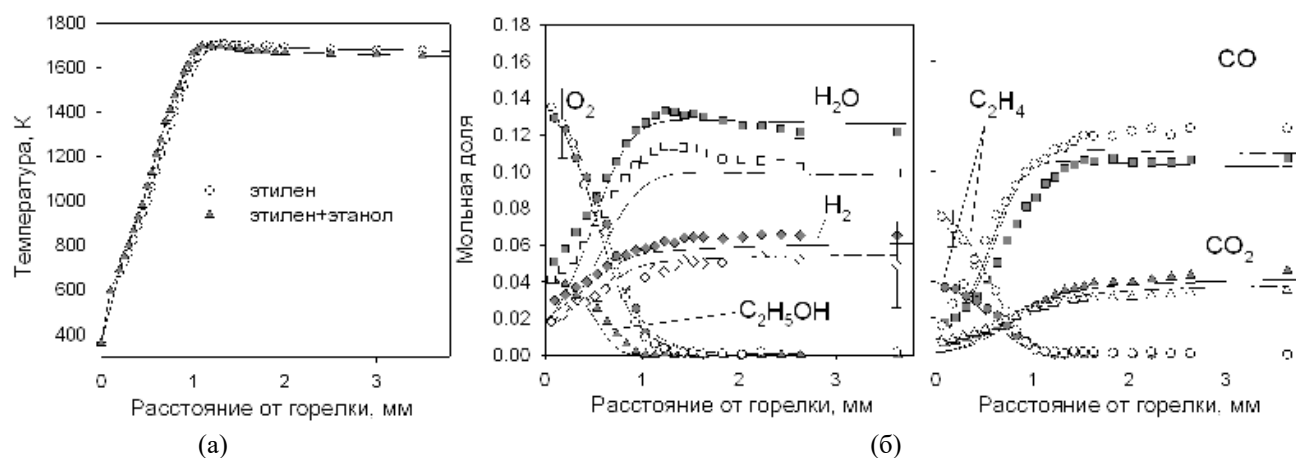 Температура, К
1800
1600
1400
1200
1000
800
600
400
0
1
2
3
этилен
этилен+этанол
Расстояние от горелки, мм
(а)
Мольная доля
0.18
0.16
0.14
0.12
0.10
0.08
0.06
0.04
0.02
0.00
0
1
2
3
O₂
H₂O
H₂
C₂H₅OH
Расстояние от горелки, мм
CO
C₂H₄
CO₂
0
1
2
3
Расстояние от горелки, мм
(б)